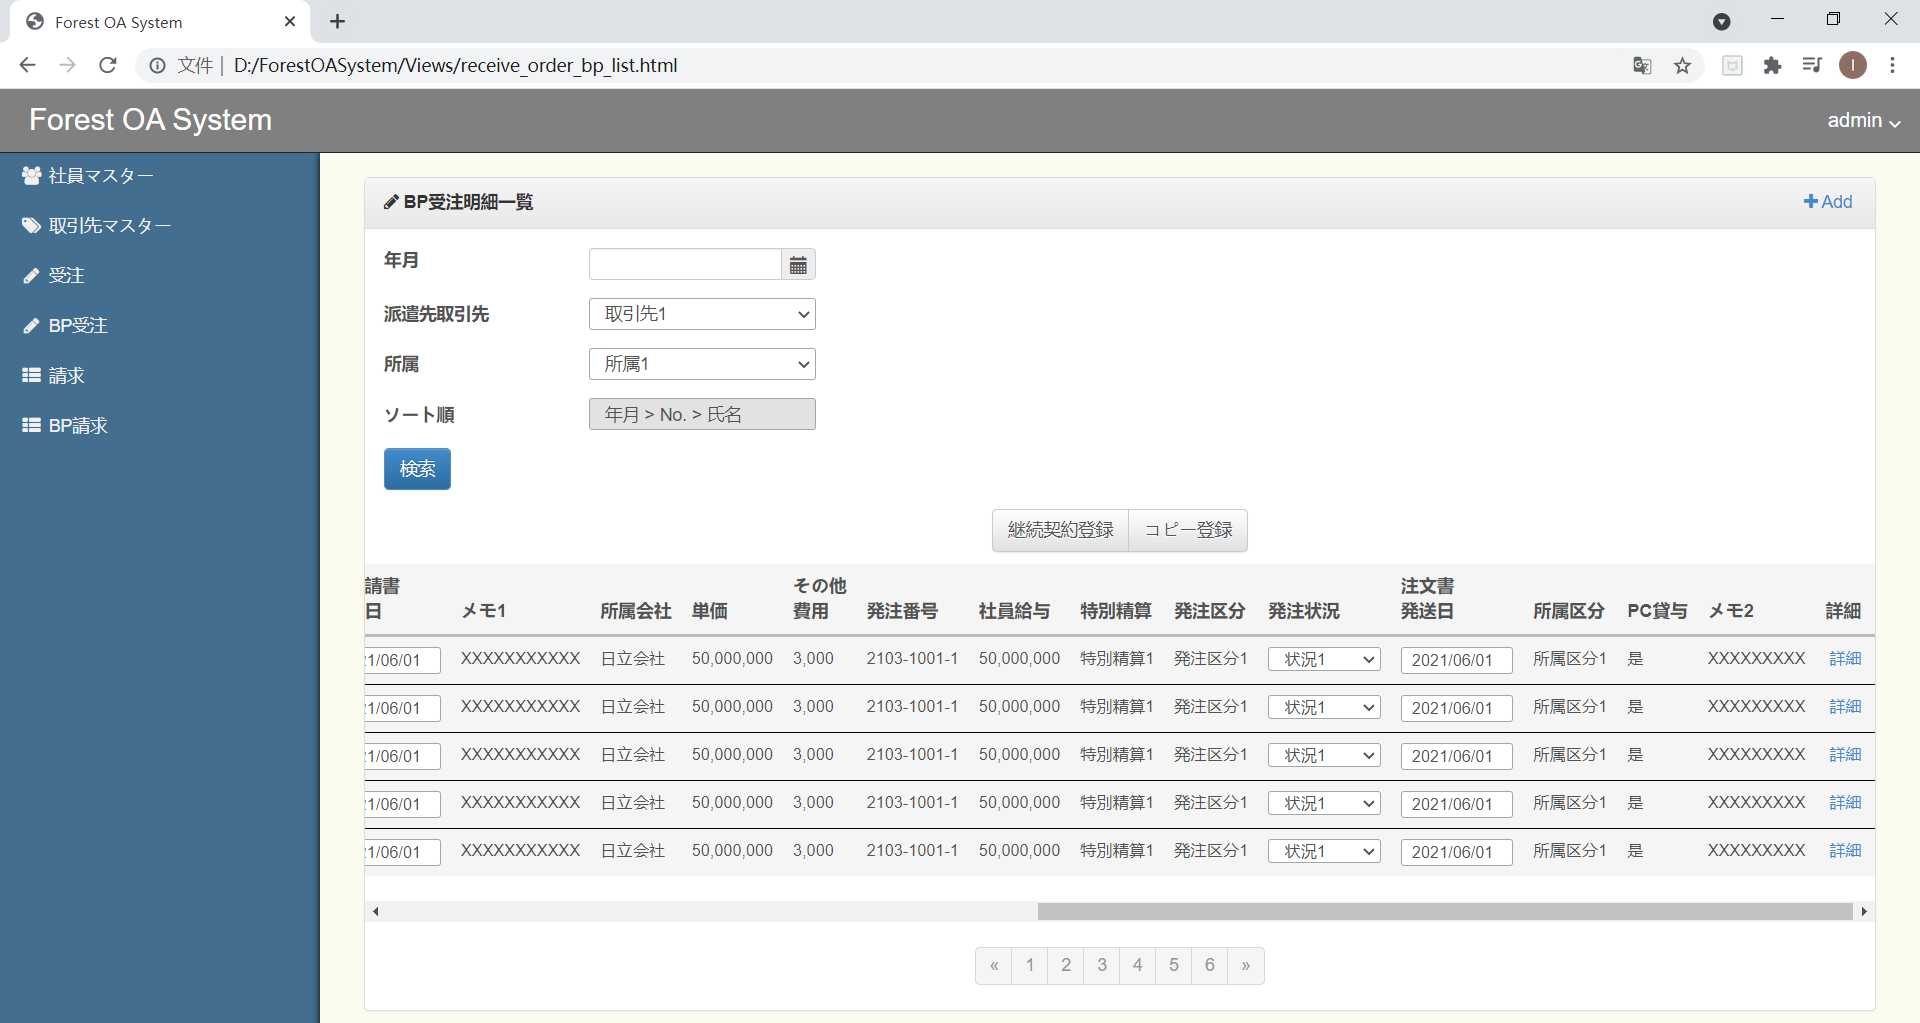 Forest OA System
文件 | D:/ForestOASystem/Views/receive_order_bp_list.html
I
Forest OA System
admin
社員マスター
取引先マスター
受注
BP受注
請求
BP請求
BP受注明細一覧
Add
年月
派遣先取引先
取引先1
所属
所属1
ソート順
年月 > No. > 氏名
検索
継続契約登録 コピー登録
請書 その他 注文書
日 メモ1 所属会社 単価 費用 発注番号 社員給与 特別精算 発注区分 発注状況 発送日 所属区分 PC貸与 メモ2 詳細
1/06/01 XXXXXXXXXXX 日立会社 50,000,000 3,000 2103-1001-1 50,000,000 特別精算1 発注区分1 状況1 2021/06/01 所属区分1 是 XXXXXXXXX 詳細
1/06/01 XXXXXXXXXXX 日立会社 50,000,000 3,000 2103-1001-1 50,000,000 特別精算1 発注区分1 状況1 2021/06/01 所属区分1 是 XXXXXXXXX 詳細
1/06/01 XXXXXXXXXXX 日立会社 50,000,000 3,000 2103-1001-1 50,000,000 特別精算1 発注区分1 状況1 2021/06/01 所属区分1 是 XXXXXXXXX 詳細
1/06/01 XXXXXXXXXXX 日立会社 50,000,000 3,000 2103-1001-1 50,000,000 特別精算1 発注区分1 状況1 2021/06/01 所属区分1 是 XXXXXXXXX 詳細
1/06/01 XXXXXXXXXXX 日立会社 50,000,000 3,000 2103-1001-1 50,000,000 特別精算1 発注区分1 状況1 2021/06/01 所属区分1 是 XXXXXXXXX 詳細
« 1 2 3 4 5 6 »